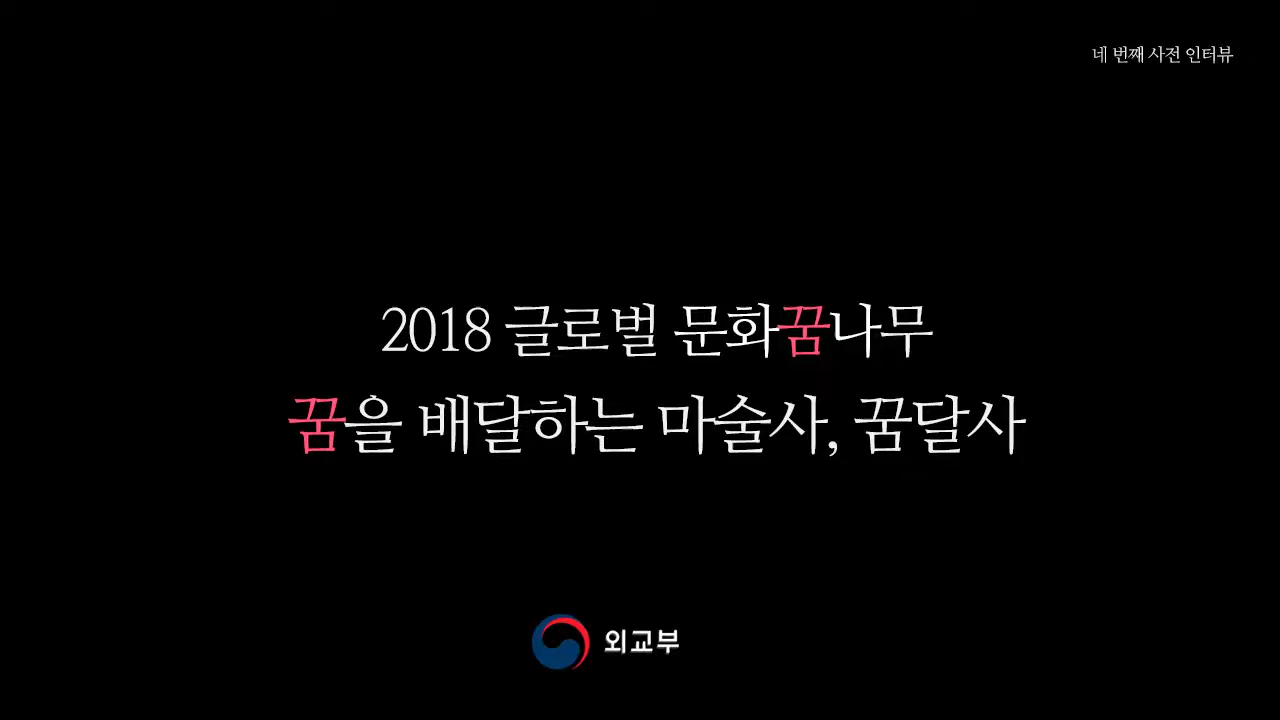 네 번째 사전 인터뷰
2018 글로벌 문화꿈나무
꿈을 배달하는 마술사, 꿈달사
외교부